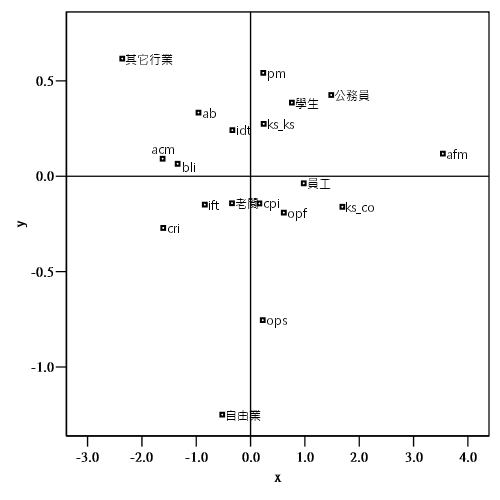 其它行業
pm
0.5
公務員
學生
ab
ks_ks
idt
acm
afm
bli
0.0
員工
ift
老闆
cpi
ks_co
opf
cri
y
-0.5
ops
-1.0
自由業
-3.0 -2.0 -1.0 0.0 1.0 2.0 3.0 4.0
x